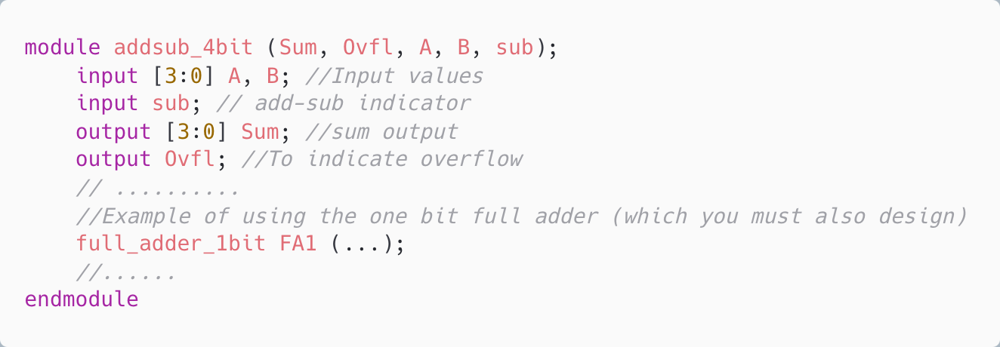 module addsub_4bit (Sum, Ovfl, A, B, sub);
    input [3:0] A, B; //Input values
    input sub; // add-sub indicator
    output [3:0] Sum; //sum output
    output Ovfl; //To indicate overflow
    // ..........
    //Example of using the one bit full adder (which you must also design)
    full_adder_1bit FA1 (...);
    //......
endmodule